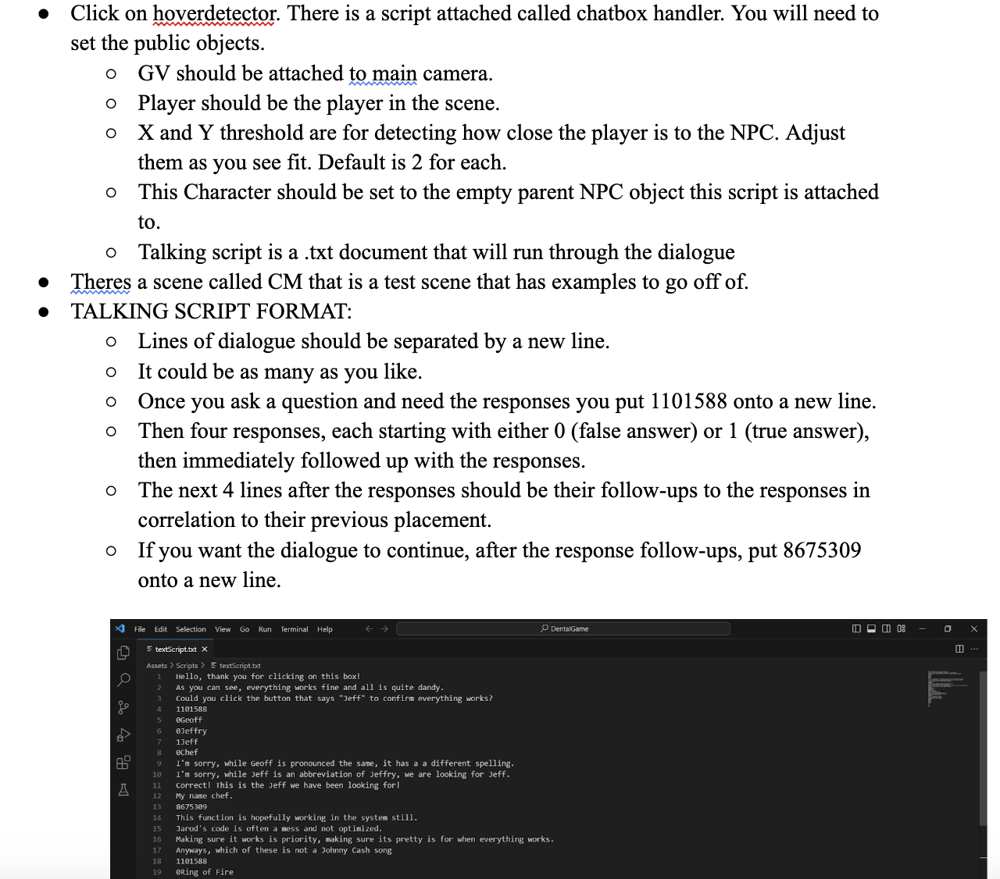 ● Click on hoverdetector. There is a script attached called chatbox handler. You will need to
set the public objects.
○ GV should be attached to main camera.
○ Player should be the player in the scene.
○ X and Y threshold are for detecting how close the player is to the NPC. Adjust
them as you see fit. Default is 2 for each.
○ This Character should be set to the empty parent NPC object this script is attached
to.
○ Talking script is a .txt document that will run through the dialogue
● Theres a scene called CM that is a test scene that has examples to go off of.
● TALKING SCRIPT FORMAT:
○ Lines of dialogue should be separated by a new line.
○ It could be as many as you like.
○ Once you ask a question and need the responses you put 1101588 onto a new line.
○ Then four responses, each starting with either 0 (false answer) or 1 (true answer),
then immediately followed up with the responses.
○ The next 4 lines after the responses should be their follow-ups to the responses in
correlation to their previous placement.
○ If you want the dialogue to continue, after the response follow-ups, put 8675309
onto a new line.
File Edit Selection View Go Run Terminal Help DentalGame
textScript.txt
Assets > Scripts > textScript.txt
1 Hello, thank you for clicking on this box!
2 As you can see, everything works fine and all is quite dandy.
3 Could you click the button that says "Jeff" to confirm everything works?
4 1101588
5 0Geoff
6 0Jeffry
7 1Jeff
8 0Chef
9 I'm sorry, while Geoff is pronounced the same, it has a a different spelling.
10 I'm sorry, while Jeff is an abbreviation of Jeffry, we are looking for Jeff.
11 Correct! This is the Jeff we have been looking for!
12 My name chef.
13 8675309
14 This function is hopefully working in the system still.
15 Jarod's code is often a mess and not optimized.
16 Making sure it works is priority, making sure its pretty is for when everything works.
17 Anyways, which of these is not a Johnny Cash song
18 1101588
19 0Ring of Fire